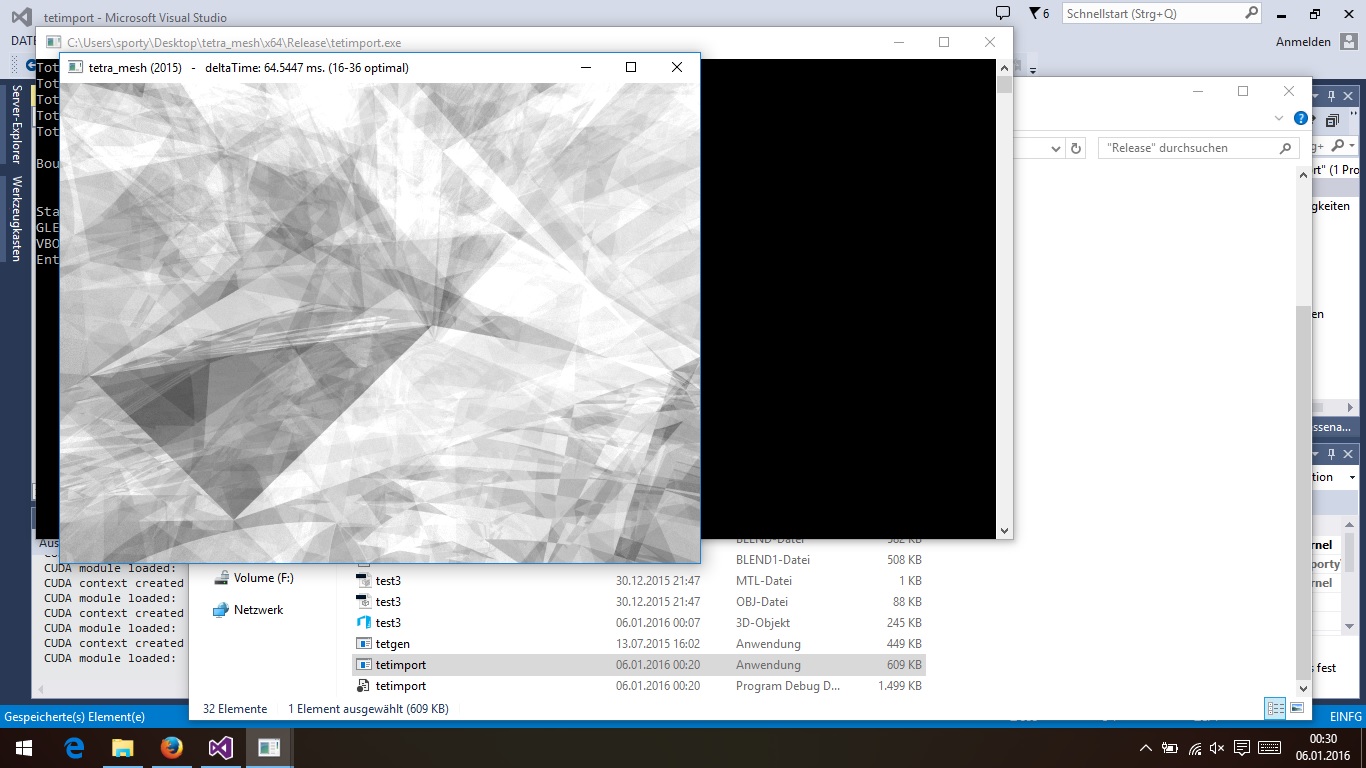 tetimport - Microsoft Visual Studio
6
Schnellstart (Strg+Q)
DATE
Anmelden
C:\Users\sporty\Desktop\tetra_mesh\x64\Release\tetimport.exe
tetra_mesh (2015) - deltaTime: 64.5447 ms. (16-36 optimal)
Tot
Tot
Tot
Tot
Tot
Bou
Sta
GLE
VBO
Ent
Server-Explorer
Werkzeugkasten
"Release" durchsuchen
g+
rt" (1 Pro
gkeiten
en
ssena...
tion
rnel
porty
rnel
s fest
Aus
CUDA module loaded:
CUDA context created
CUDA module loaded:
CUDA context created
CUDA module loaded:
CUDA context created
CUDA module loaded:
Volume (F:)
Netzwerk
BLEND-Datei
BLEND1-Datei 508 KB
test3 30.12.2015 21:47 MTL-Datei 1 KB
test3 30.12.2015 21:47 OBJ-Datei 88 KB
test3 06.01.2016 00:07 3D-Objekt 245 KB
tetgen 13.07.2015 16:02 Anwendung 449 KB
tetimport 06.01.2016 00:20 Anwendung 609 KB
tetimport 06.01.2016 00:20 Program Debug D... 1.499 KB
32 Elemente 1 Element ausgewählt (609 KB)
Gespeicherte(s) Element(e)
EINFG
00:30
06.01.2016